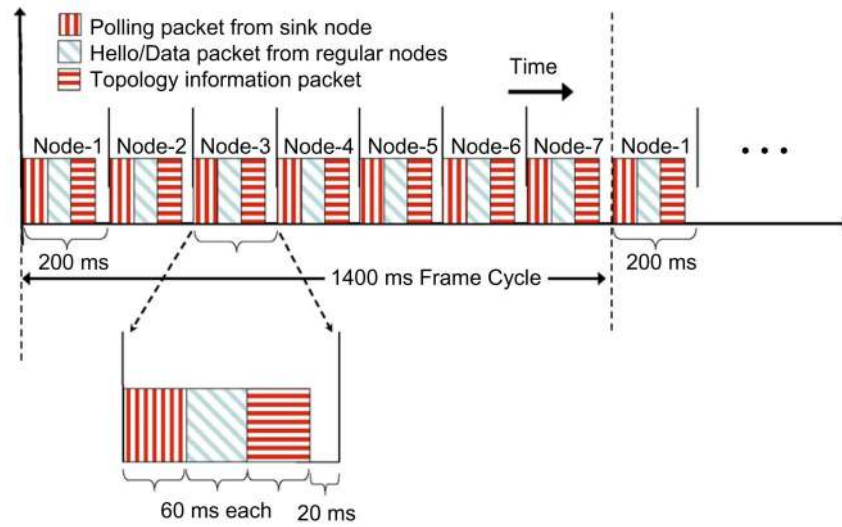 Polling packet from sink node
Hello/Data packet from regular nodes
Topology information packet
Time
Node-1 Node-2 Node-3 Node-4 Node-5 Node-6 Node-7 Node-1
200 ms 200 ms
1400 ms Frame Cycle
60 ms each 20 ms